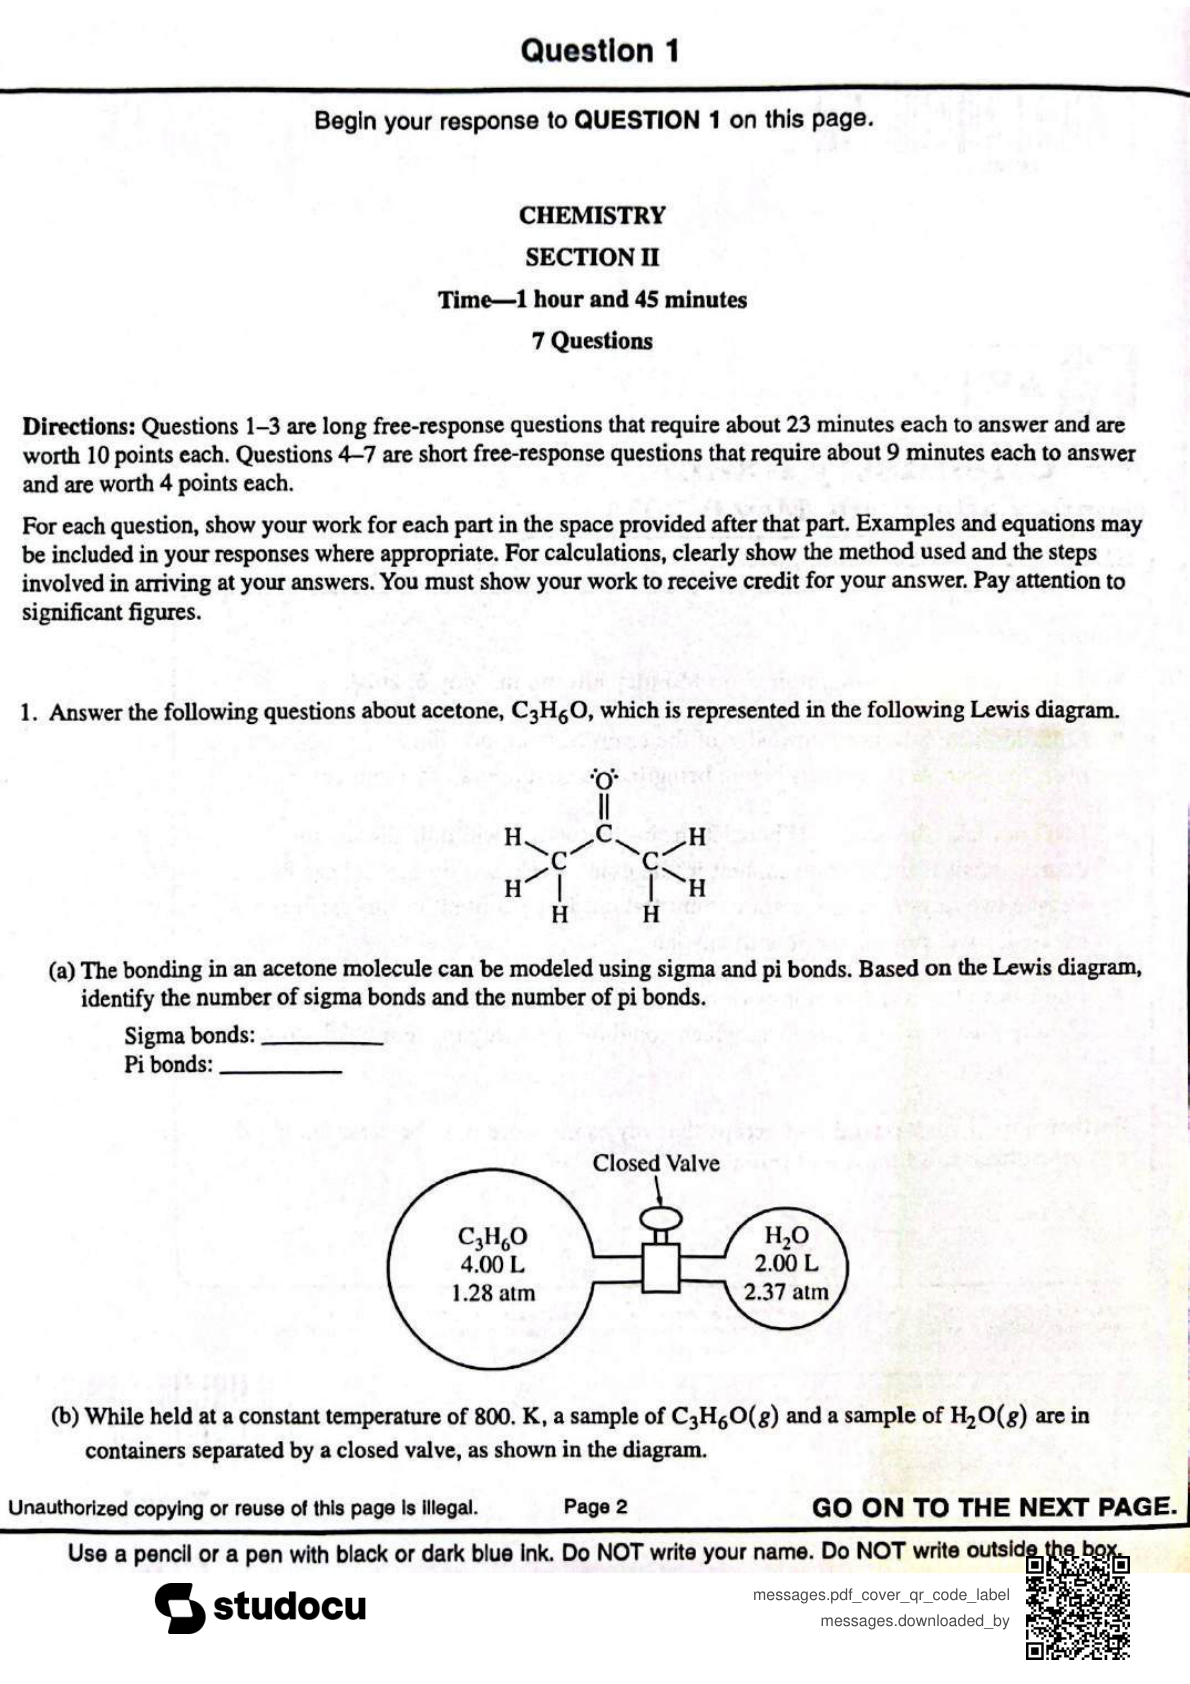 Question 1
Begin your response to QUESTION 1 on this page.
CHEMISTRY
SECTION II
Time—1 hour and 45 minutes
7 Questions
Directions: Questions 1–3 are long free-response questions that require about 23 minutes each to answer and are
worth 10 points each. Questions 4–7 are short free-response questions that require about 9 minutes each to answer
and are worth 4 points each.
For each question, show your work for each part in the space provided after that part. Examples and equations may
be included in your responses where appropriate. For calculations, clearly show the method used and the steps
involved in arriving at your answers. You must show your work to receive credit for your answer. Pay attention to
significant figures.
1. Answer the following questions about acetone, C₃H₆O, which is represented in the following Lewis diagram.
O
H C H
C C
H H
H H
(a) The bonding in an acetone molecule can be modeled using sigma and pi bonds. Based on the Lewis diagram,
identify the number of sigma bonds and the number of pi bonds.
Sigma bonds: ____________
Pi bonds: ____________
Closed Valve
C₃H₆O
4.00 L
1.28 atm
H₂O
2.00 L
2.37 atm
(b) While held at a constant temperature of 800. K, a sample of C₃H₆O(g) and a sample of H₂O(g) are in
containers separated by a closed valve, as shown in the diagram.
Unauthorized copying or reuse of this page is illegal. Page 2 GO ON TO THE NEXT PAGE.
Use a pencil or a pen with black or dark blue ink. Do NOT write your name. Do NOT write outside the box.
studocu
messages.pdf_cover_qr_code_label
messages.downloaded_by